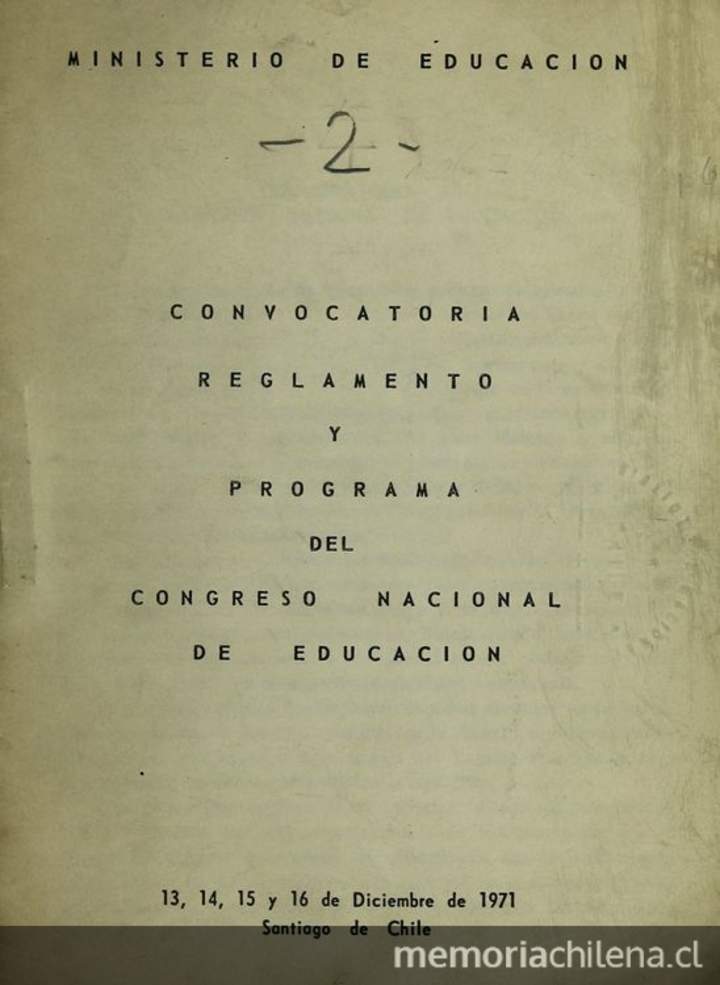 MINISTERIO DE EDUCACION
- 2 -
CONVOCATORIA
REGLAMENTO
Y
PROGRAMA
DEL
CONGRESO NACIONAL
DE EDUCACION
13, 14, 15 y 16 de Diciembre de 1971
Santiago de Chile
memoriachilena.cl